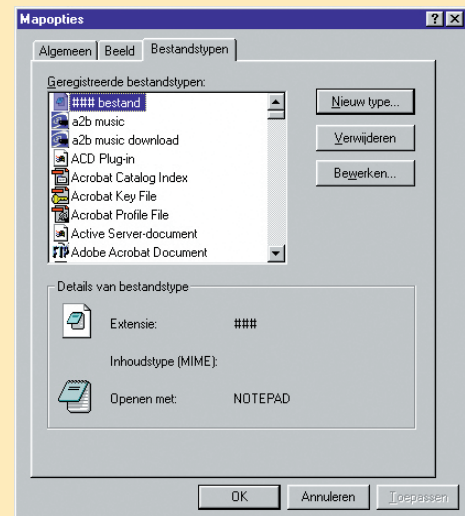 Mapopties
Algemeen Beeld Bestandstypen
Geregistreerde bestandstypen:
### bestand
a2b music
a2b music download
ACD Plug-in
Acrobat Catalog Index
Acrobat Key File
Acrobat Profile File
Active Server-document
Adobe Acrobat Document
Nieuw type...
Verwijderen
Bewerken...
Details van bestandstype
Extensie: ###
Inhoudstype (MIME):
Openen met: NOTEPAD
OK Annuleren Toepassen